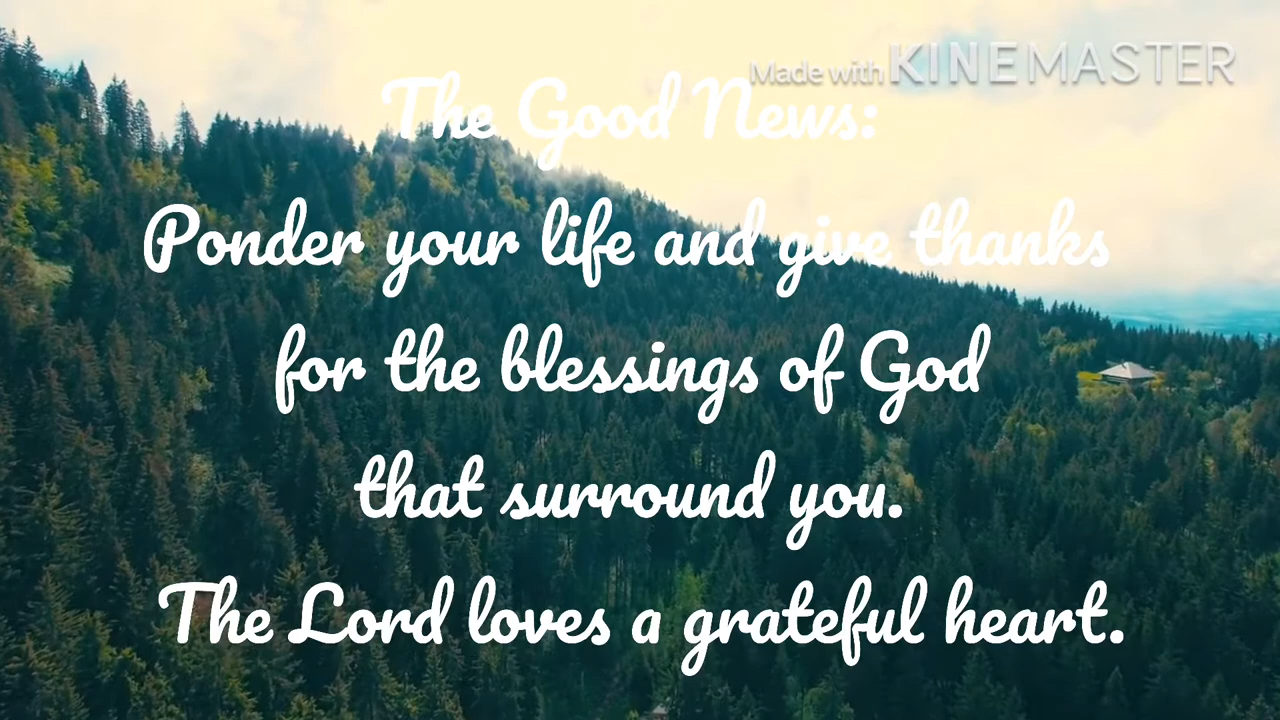 Made with KINEMASTER
The Good News:
Ponder your life and give thanks
for the blessings of God
that surround you.
The Lord loves a grateful heart.